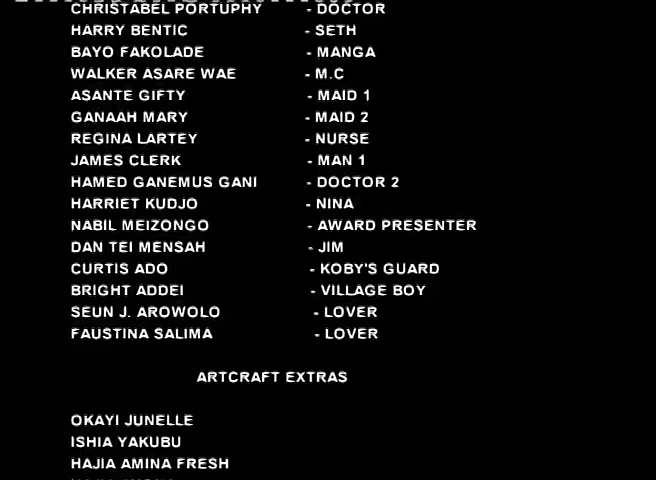 CHRISTABEL PORTUPHY - DOCTOR
HARRY BENTIC - SETH
BAYO FAKOLADE - MANGA
WALKER ASARE WAE - M.C
ASANTE GIFTY - MAID 1
GANAAH MARY - MAID 2
REGINA LARTEY - NURSE
JAMES CLERK - MAN 1
HAMED GANEMUS GANI - DOCTOR 2
HARRIET KUDJO - NINA
NABIL MEIZONGO - AWARD PRESENTER
DAN TEI MENSAH - JIM
CURTIS ADO - KOBY'S GUARD
BRIGHT ADDEI - VILLAGE BOY
SEUN J. AROWOLO - LOVER
FAUSTINA SALIMA - LOVER
ARTCRAFT EXTRAS
OKAYI JUNELLE
ISHIA YAKUBU
HAJIA AMINA FRESH